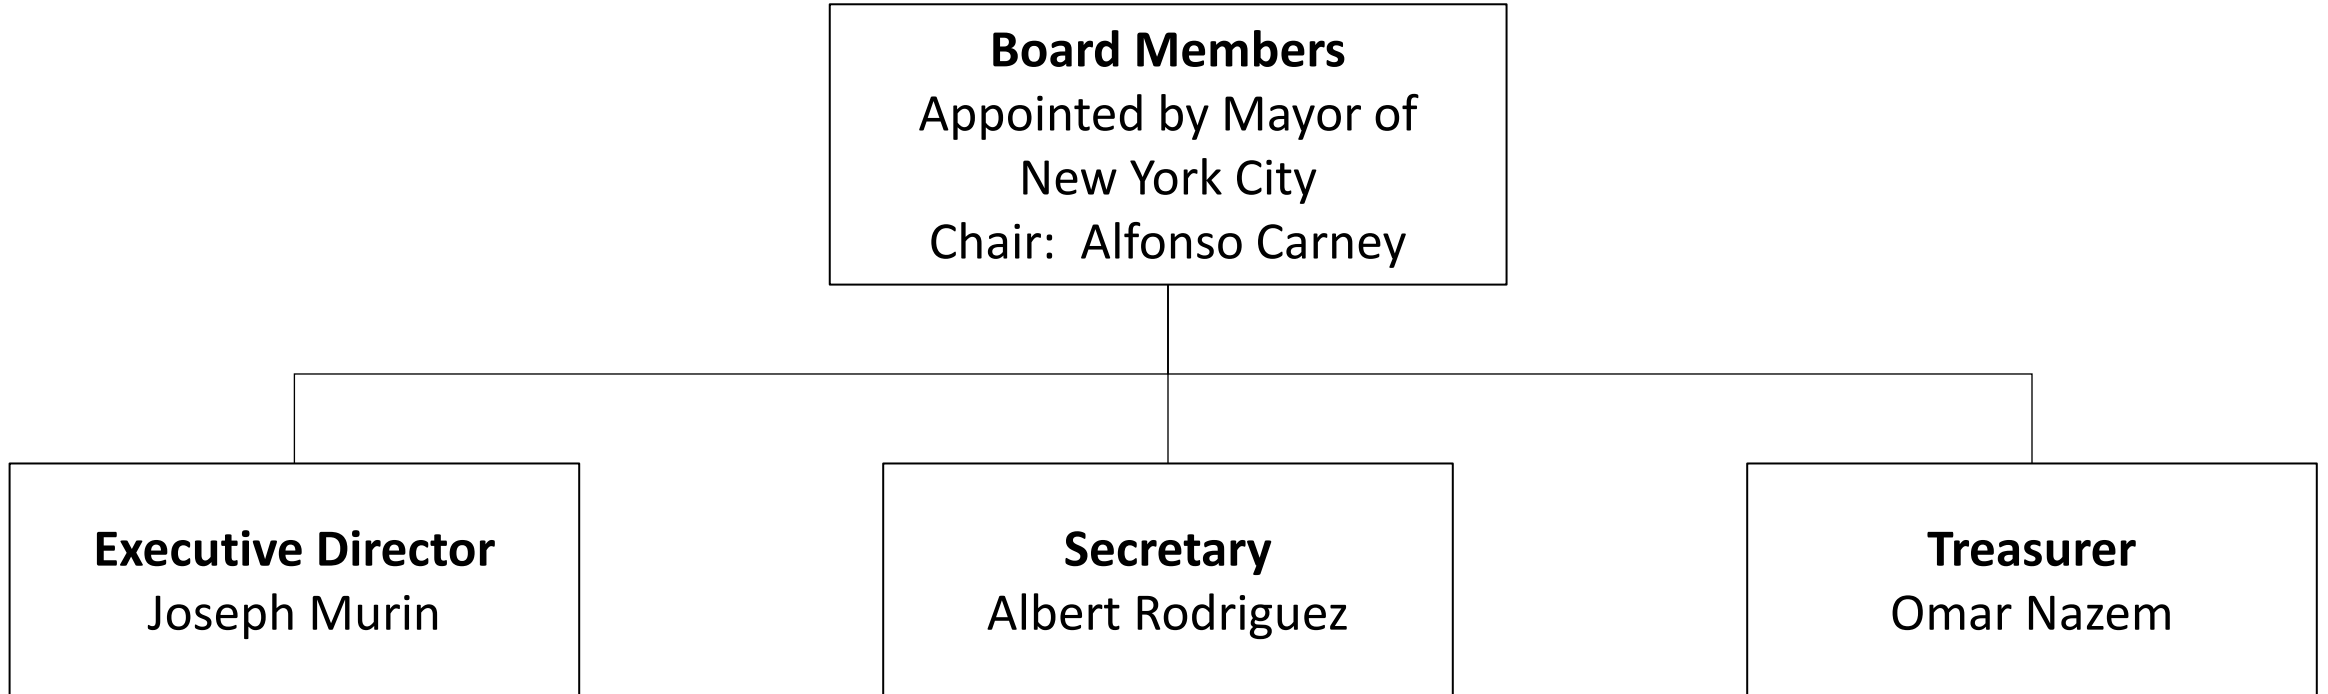 Board Members
Appointed by Mayor of
New York City
Chair:  Alfonso Carney
Executive Director
Joseph Murin
Secretary
Albert Rodriguez
Treasurer
Omar Nazem